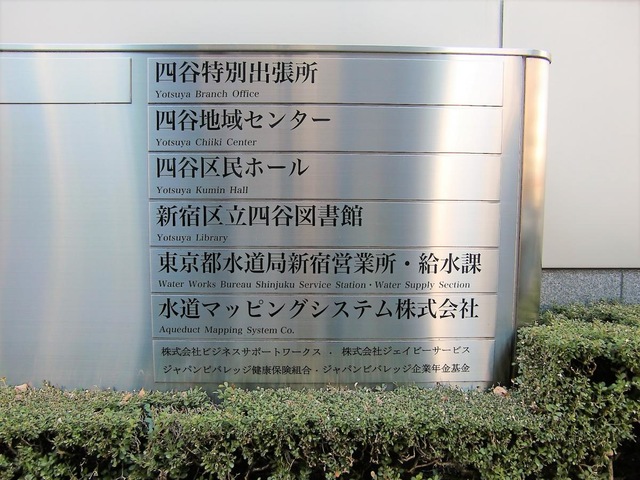 四谷特別出張所
Yotsuya Branch Office
四谷地域センター
Yotsuya Chiiki Center
四谷区民ホール
Yotsuya Kumin Hall
新宿区立四谷図書館
Yotsuya Library
東京都水道局新宿営業所・給水課
Water Works Bureau Shinjuku Service Station・Water Supply Section
水道マッピングシステム株式会社
Aqueduct Mapping System Co.
株式会社ビジネスサポートワークス ． 株式会社ジェイビーサービス
ジャパンビバレッジ健康保険組合・ジャパンビバレッジ企業年金基金